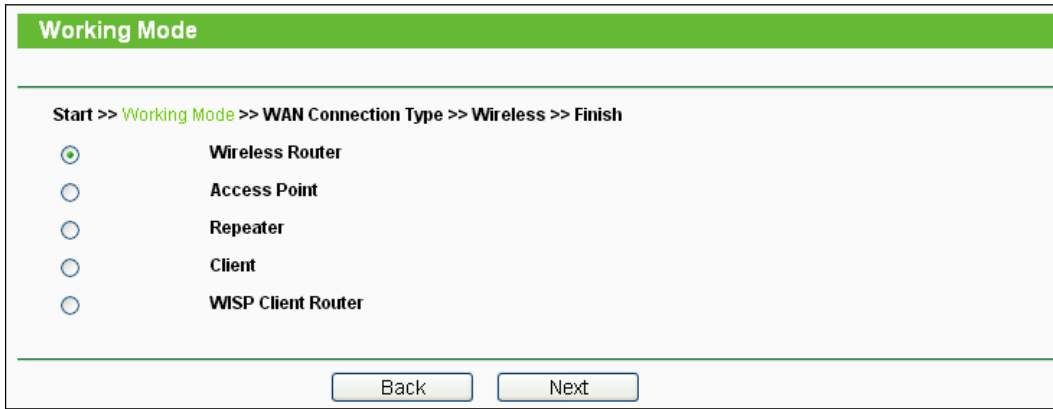 Working Mode
Start >> Working Mode >> WAN Connection Type >> Wireless >> Finish
Wireless Router
Access Point
Repeater
Client
WISP Client Router
Back
Next